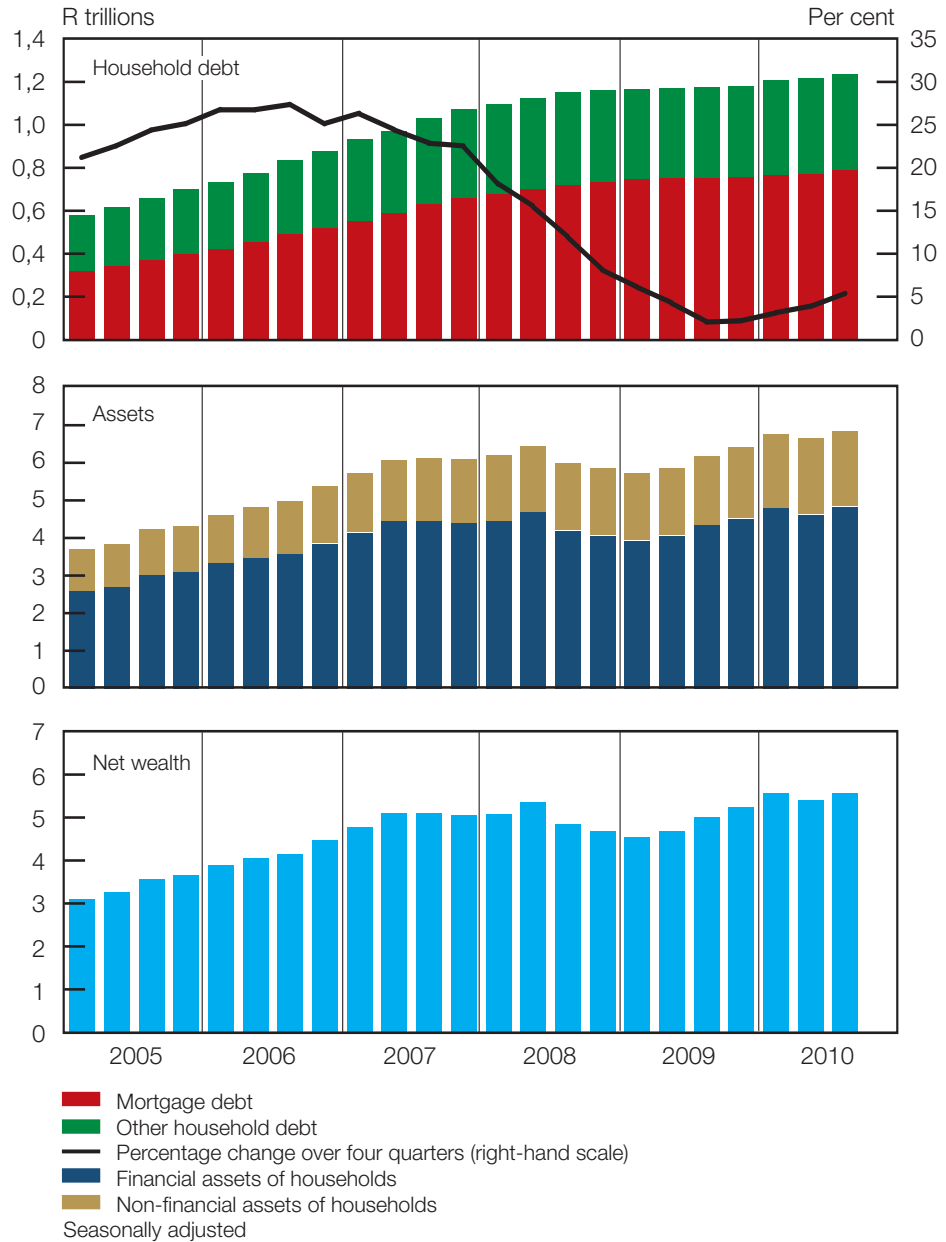 R trillions Per cent
1,4 35
Household debt
1,2 30
1,0 25
0,8 20
0,6 15
0,4 10
0,2 5
0 0
8
Assets
7
6
5
4
3
2
1
0
7
Net wealth
6
5
4
3
2
1
0
2005 2006 2007 2008 2009 2010
Mortgage debt
Other household debt
Percentage change over four quarters (right-hand scale)
Financial assets of households
Non-financial assets of households
Seasonally adjusted